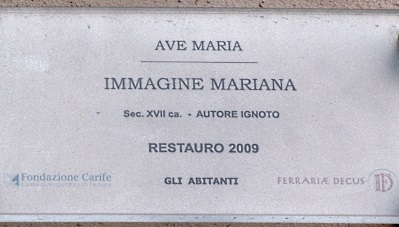 AVE MARIA
IMMAGINE MARIANA
Sec. XVII ca. - AUTORE IGNOTO
RESTAURO 2009
Fondazione Carife
GLI ABITANTI
FERRARIÆ DECUS